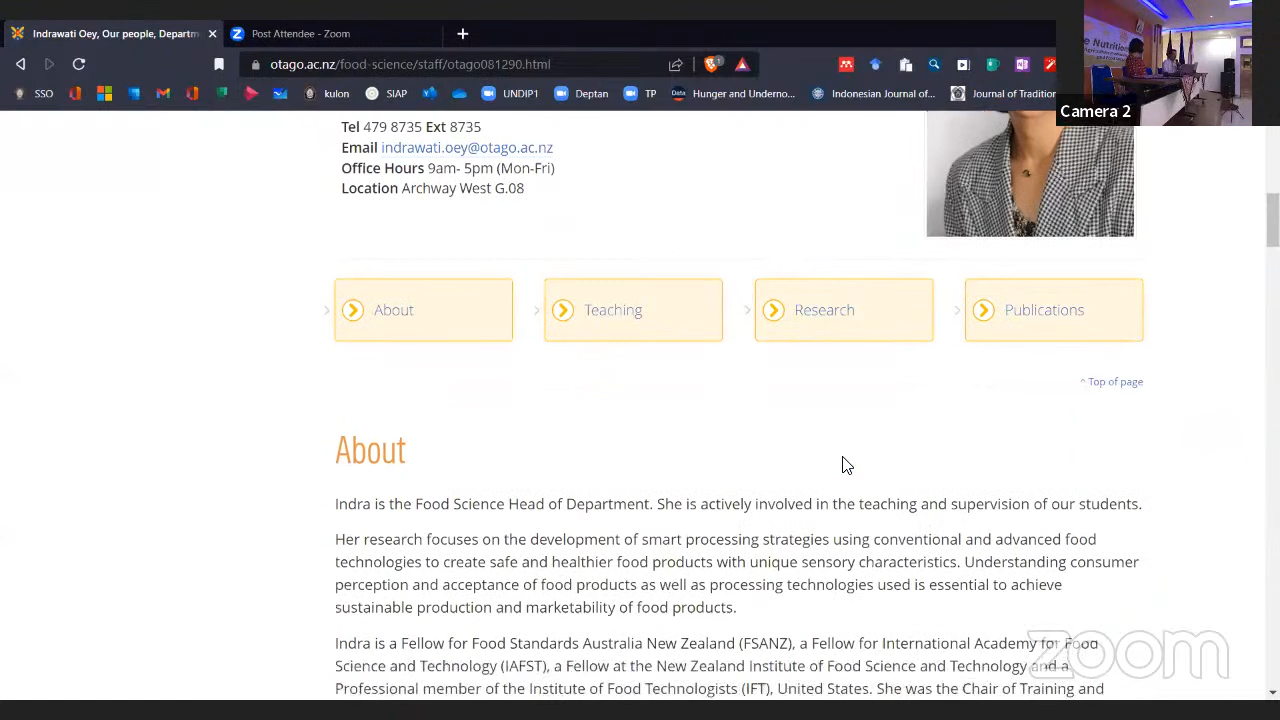 Indrawati Oey, Our people, Departm
Post Attendee - Zoom
otago.ac.nz/food-science/staff/otago081290.html
SSO
kulon
SIAP
UNDIP1
Deptan
TP
Hunger and Underno...
Indonesian Journal of...
Journal of Tradition
e Nutrition
Camera 2
Tel 479 8735 Ext 8735
Email indrawati.oey@otago.ac.nz
Office Hours 9am- 5pm (Mon-Fri)
Location Archway West G.08
About
Teaching
Research
Publications
^ Top of page
About
Indra is the Food Science Head of Department. She is actively involved in the teaching and supervision of our students.
Her research focuses on the development of smart processing strategies using conventional and advanced food
technologies to create safe and healthier food products with unique sensory characteristics. Understanding consumer
perception and acceptance of food products as well as processing technologies used is essential to achieve
sustainable production and marketability of food products.
Indra is a Fellow for Food Standards Australia New Zealand (FSANZ), a Fellow for International Academy for Food
Science and Technology (IAFST), a Fellow at the New Zealand Institute of Food Science and Technology and a
Professional member of the Institute of Food Technologists (IFT), United States. She was the Chair of Training and
zoom